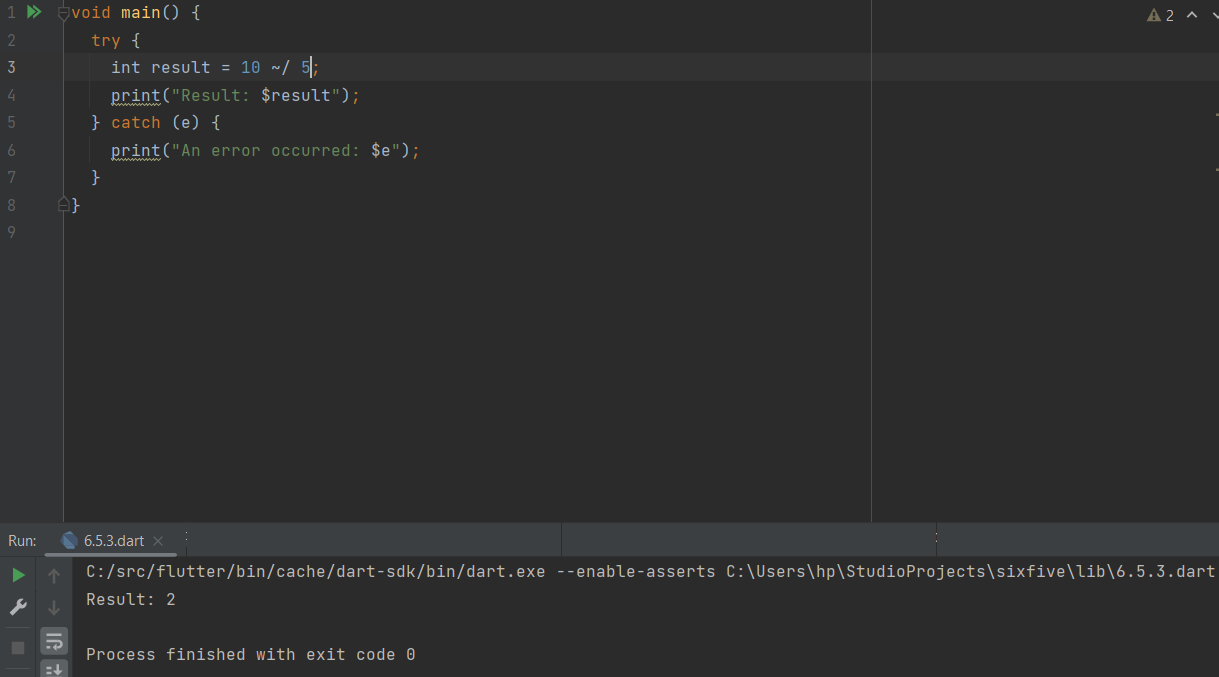 1 void main() {
2 try {
3 int result = 10 ~/ 5;
4 print("Result: $result");
5 } catch (e) {
6 print("An error occurred: $e");
7 }
8 }
9
2
Run: 6.5.3.dart
C:/src/flutter/bin/cache/dart-sdk/bin/dart.exe --enable-asserts C:\Users\hp\StudioProjects\sixfive\lib\6.5.3.dart
Result: 2
Process finished with exit code 0